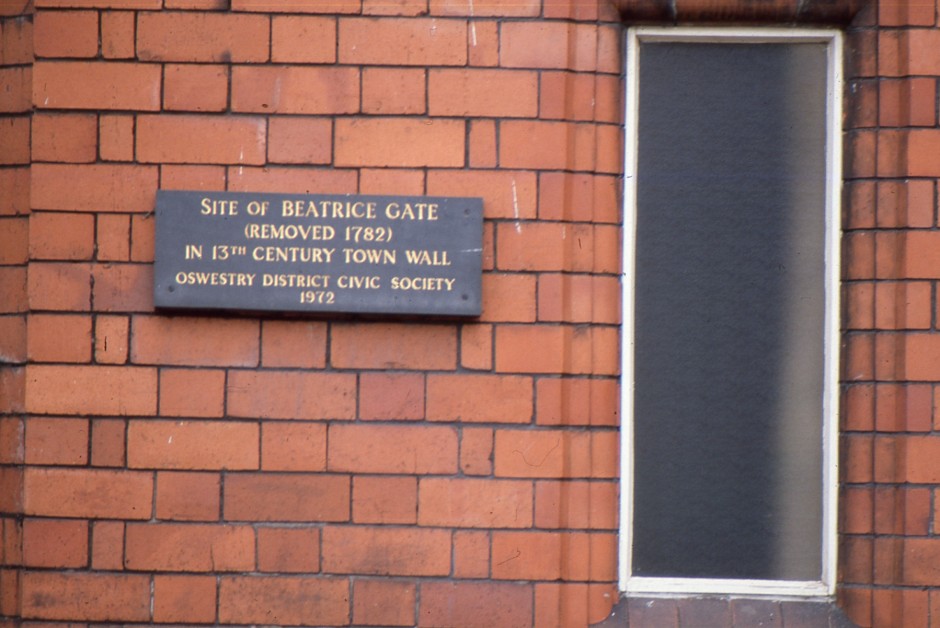 SITE OF BEATRICE GATE
(REMOVED 1782)
IN 13TH CENTURY TOWN WALL
OSWESTRY DISTRICT CIVIC SOCIETY
1972